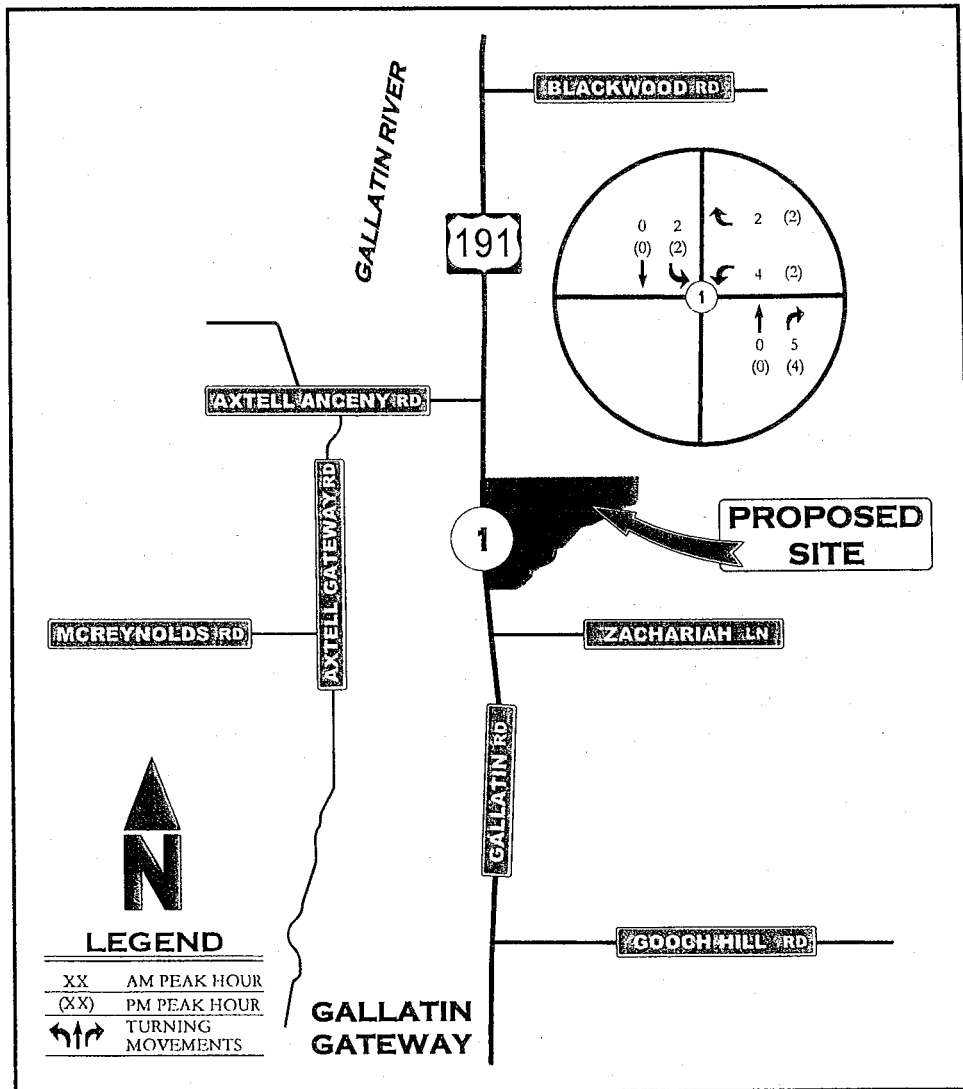 BLACKWOOD RD
GALLATIN RIVER
191
0 2
(0) (2)
2 (2)
4 (2)
1
0 5
(0) (4)
AXTELL ANCENY RD
AXTELL GATEWAY RD
1
PROPOSED
SITE
MCREYNOLDS RD
ZACHARIAH LN
GALLATIN RD
N
GOOCH HILL RD
LEGEND
XX AM PEAK HOUR
(XX) PM PEAK HOUR
TURNING
MOVEMENTS
GALLATIN
GATEWAY